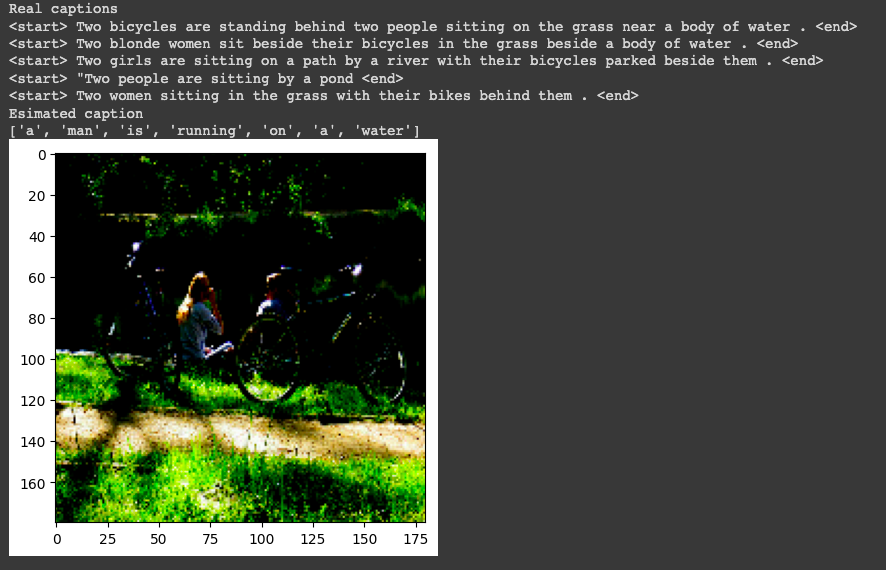 Real captions
<start> Two bicycles are standing behind two people sitting on the grass near a body of water . <end>
<start> Two blonde women sit beside their bicycles in the grass beside a body of water . <end>
<start> Two girls are sitting on a path by a river with their bicycles parked beside them . <end>
<start> "Two people are sitting by a pond <end>
<start> Two women sitting in the grass with their bikes behind them . <end>
Esimated caption
['a', 'man', 'is', 'running', 'on', 'a', 'water']
0
20
40
60
80
100
120
140
160
0 25 50 75 100 125 150 175